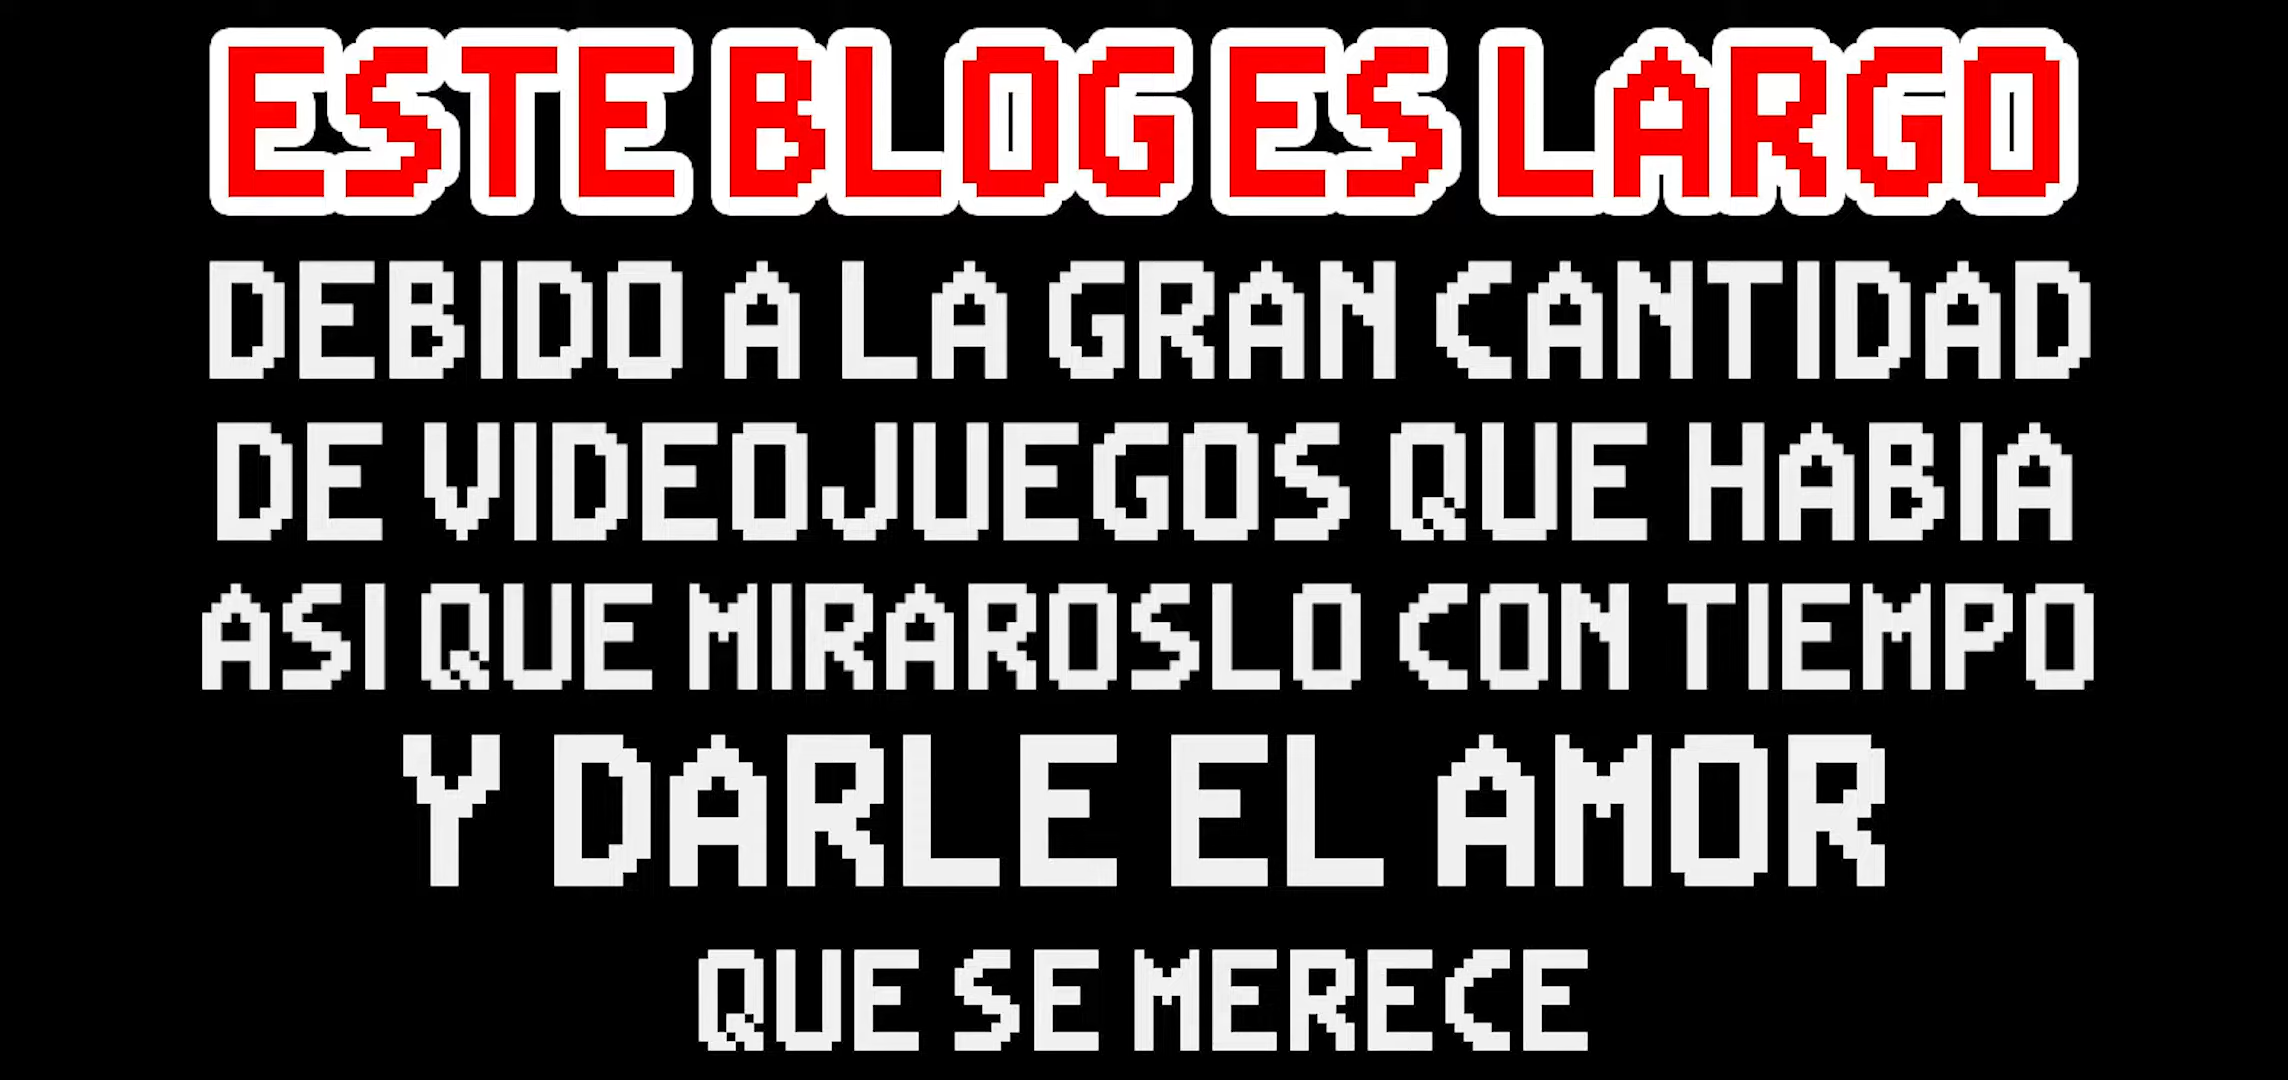 ESTE BLOG ES LARGO
DEBIDO A LA GRAN CANTIDAD
DE VIDEOJUEGOS QUE HABIA
ASI QUE MIRAROSLO CON TIEMPO
Y DARLE EL AMOR
QUE SE MERECE